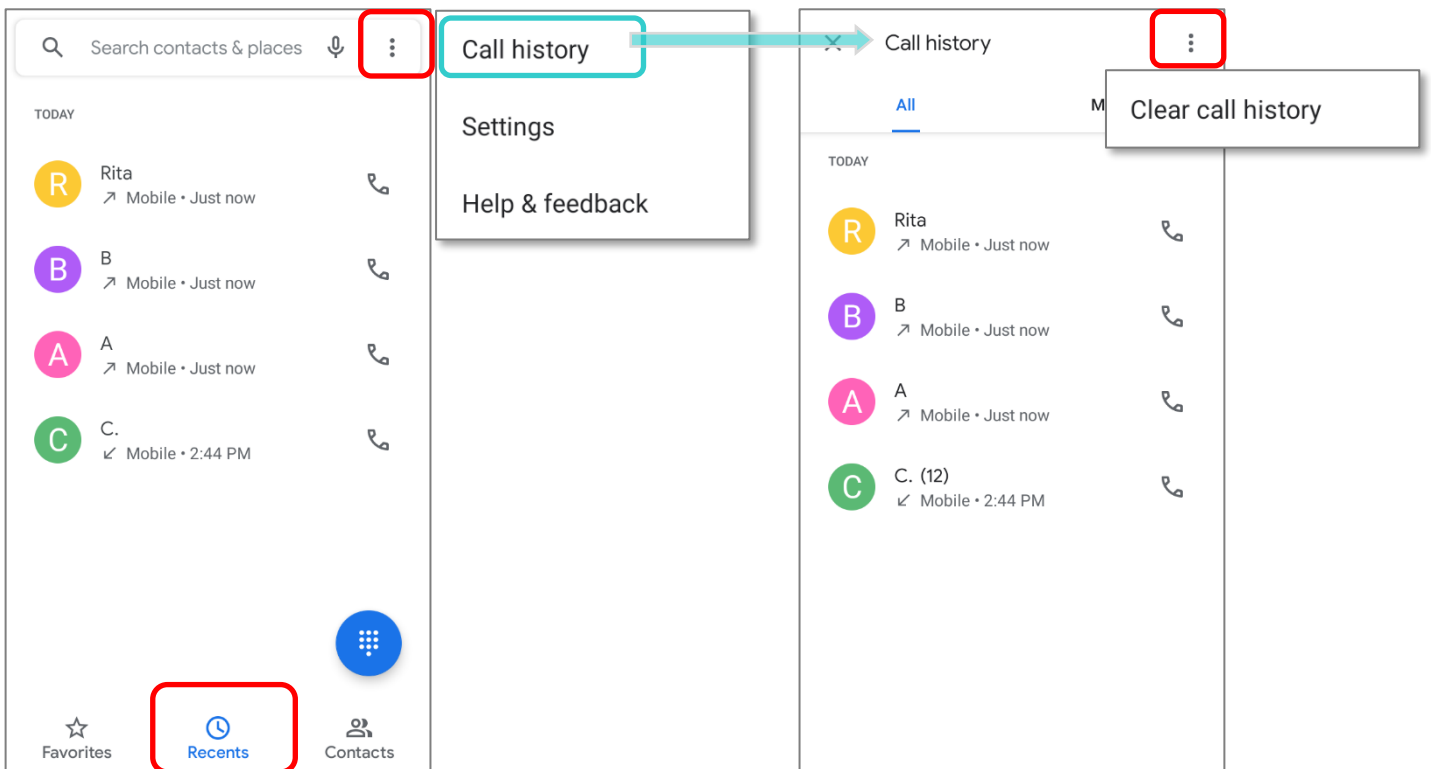 Search contacts & places
TODAY
R
Rita
Mobile • Just now
B
B
Mobile • Just now
A
A
Mobile • Just now
C
C.
Mobile • 2:44 PM
Favorites
Recents
Contacts
Call history
Settings
Help & feedback
Call history
All
M
Clear call history
TODAY
R
Rita
Mobile • Just now
B
B
Mobile • Just now
A
A
Mobile • Just now
C
C. (12)
Mobile • 2:44 PM